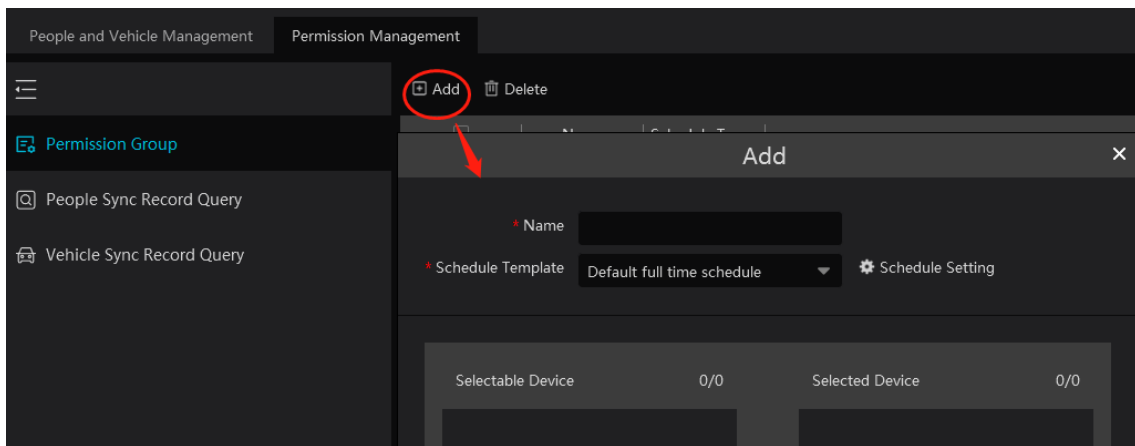 People and Vehicle Management
Permission Management
Add
Delete
Permission Group
Add
* Name
People Sync Record Query
Vehicle Sync Record Query
* Schedule Template
Default full time schedule
Schedule Setting
Selectable Device
0/0
Selected Device
0/0